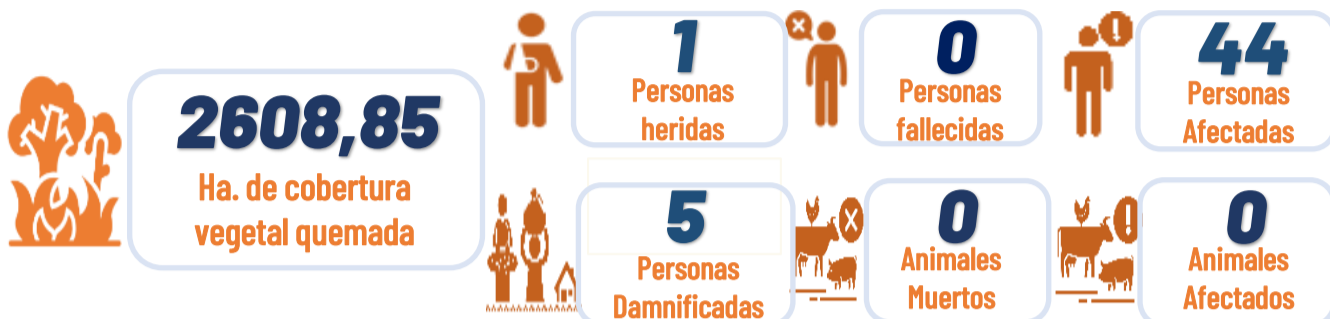 2608,85
Ha. de cobertura
vegetal quemada
1
Personas
heridas
0
Personas
fallecidas
44
Personas
Afectadas
5
Personas
Damnificadas
0
Animales
Muertos
0
Animales
Afectados